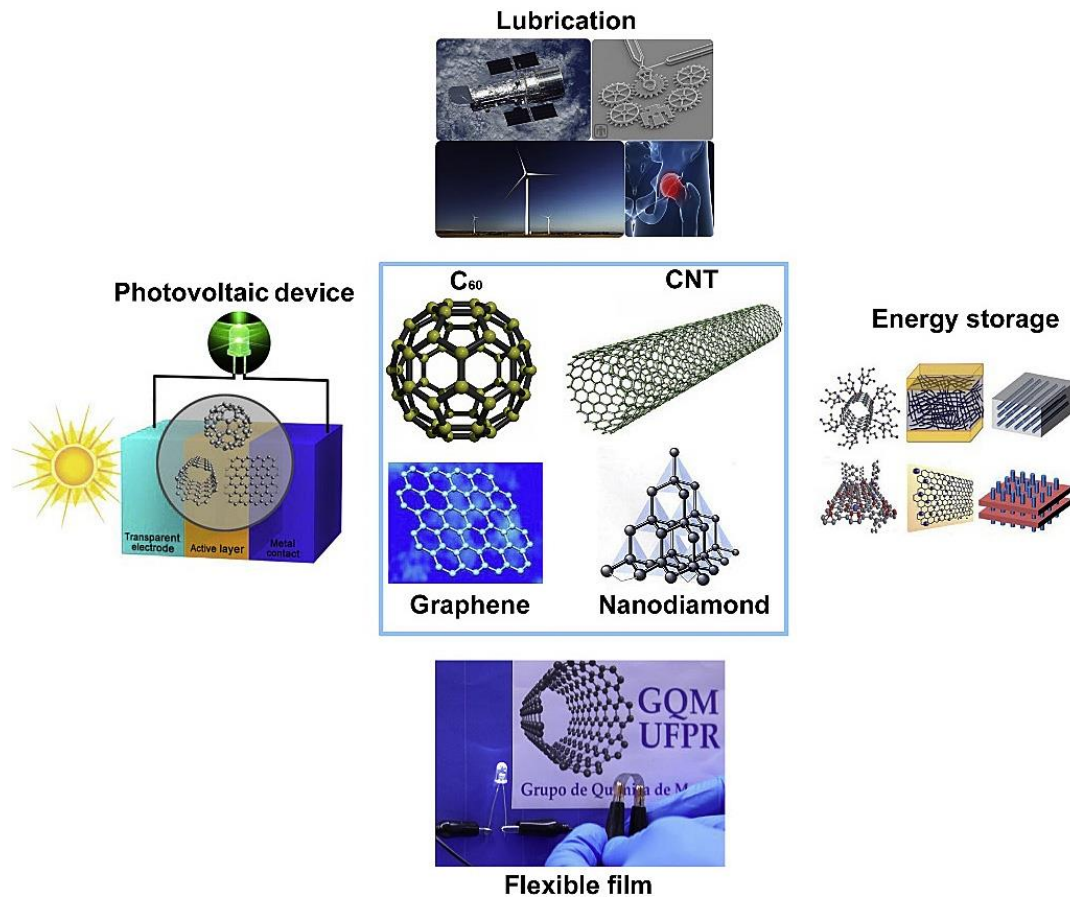 Lubrication
Photovoltaic device
Transparent
electrode
Active layer
Metal
contact
C₆₀
CNT
Graphene
Nanodiamond
Energy storage
GQM
UFPR
Grupo de Química de M
Flexible film